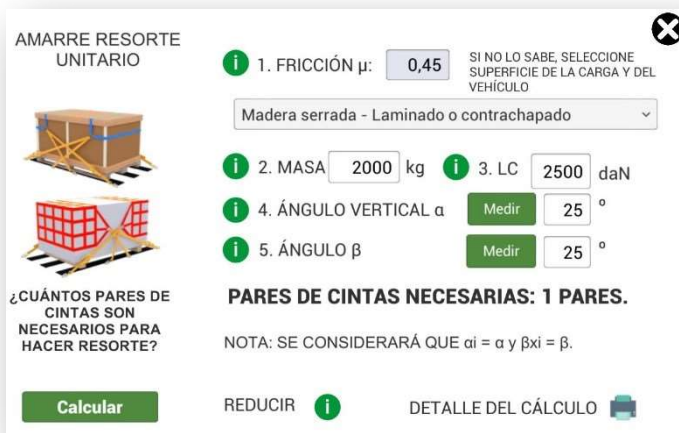 AMARRE RESORTE
UNITARIO
1. FRICCIÓN μ: 0,45
SI NO LO SABE, SELECCIONE
SUPERFICIE DE LA CARGA Y DEL
VEHÍCULO
Madera serrada - Laminado o contrachapado
2. MASA 2000 kg
3. LC 2500 daN
4. ÁNGULO VERTICAL α Medir 25 º
5. ÁNGULO β Medir 25 º
¿CUÁNTOS PARES DE
CINTAS SON
NECESARIOS PARA
HACER RESORTE?
PARES DE CINTAS NECESARIAS: 1 PARES.
NOTA: SE CONSIDERARÁ QUE αi = α y βxi = β.
Calcular
REDUCIR i
DETALLE DEL CÁLCULO